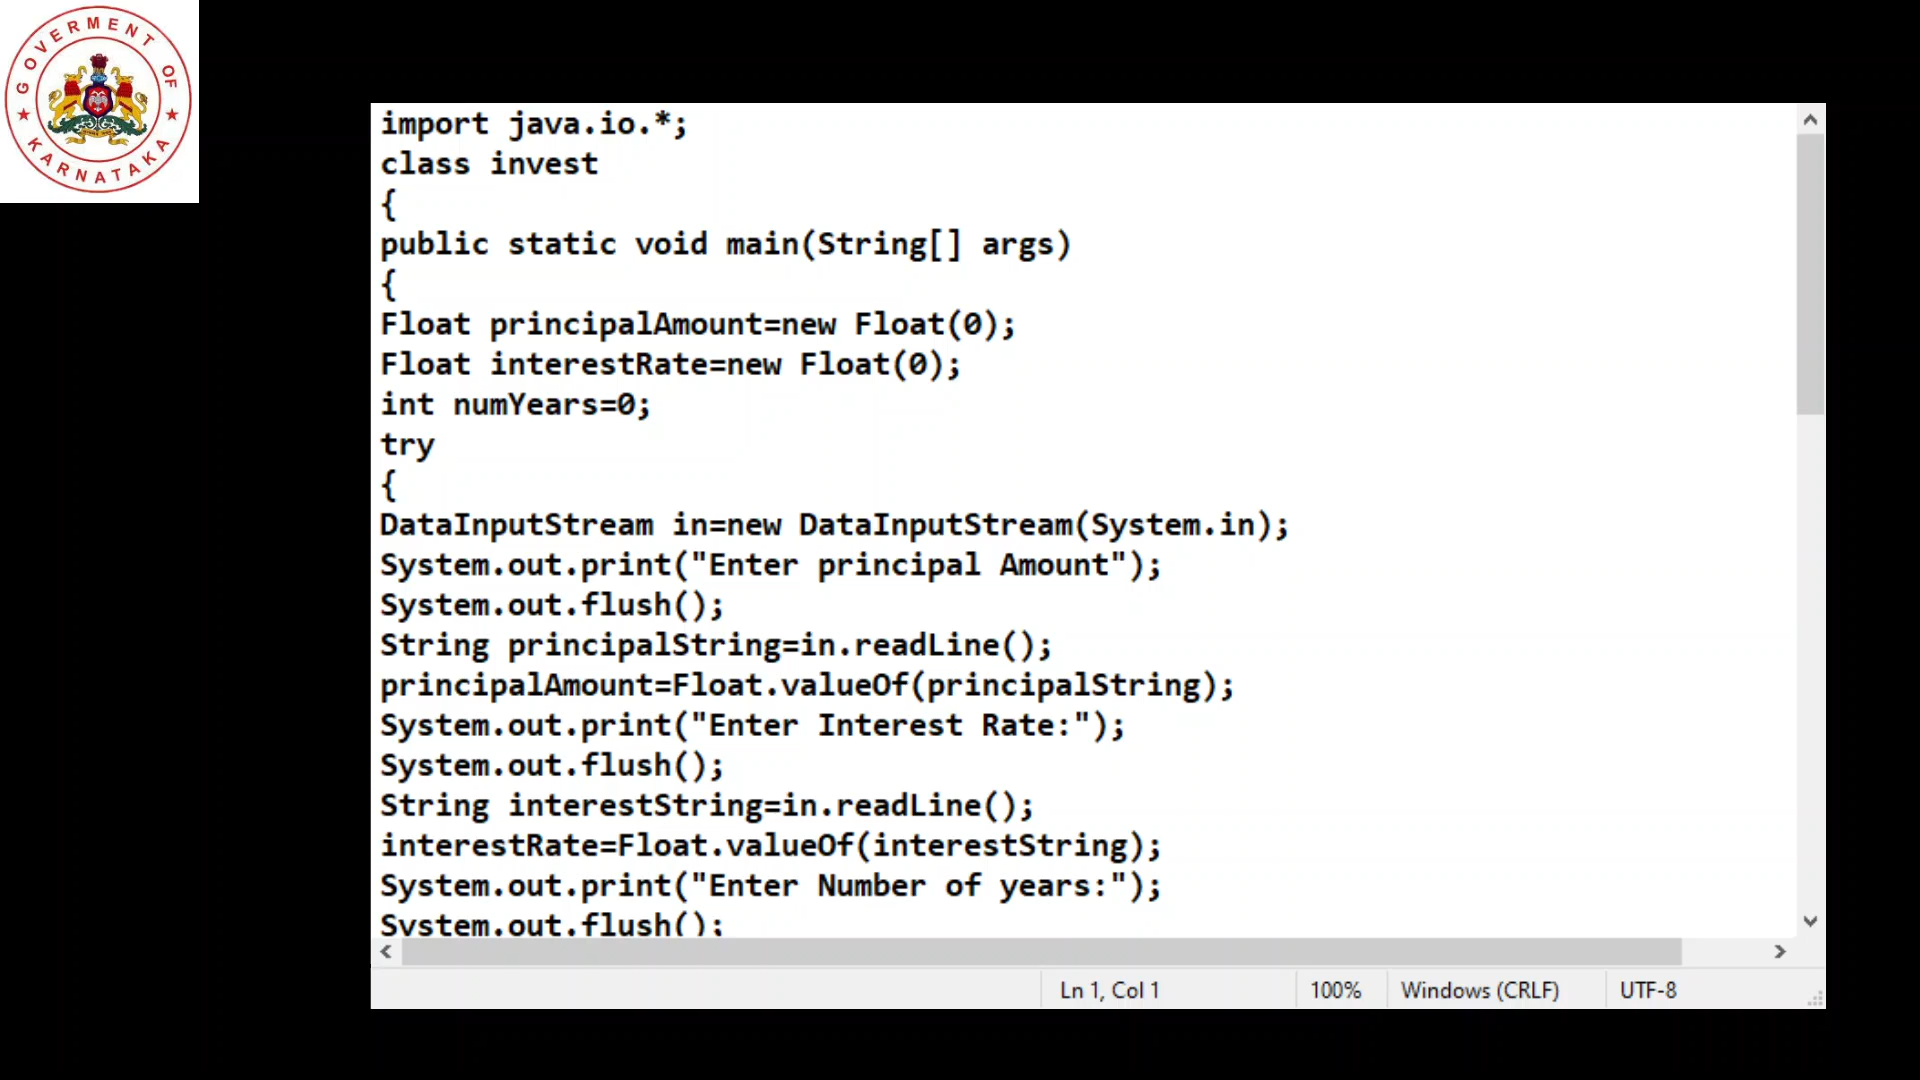 GOVERMENT OF
KARNATAKA
import java.io.*;
class invest
{
public static void main(String[] args)
{
Float principalAmount=new Float(0);
Float interestRate=new Float(0);
int numYears=0;
try
{
DataInputStream in=new DataInputStream(System.in);
System.out.print("Enter principal Amount");
System.out.flush();
String principalString=in.readLine();
principalAmount=Float.valueOf(principalString);
System.out.print("Enter Interest Rate:");
System.out.flush();
String interestString=in.readLine();
interestRate=Float.valueOf(interestString);
System.out.print("Enter Number of years:");
System.out.flush();
Ln 1, Col 1 100% Windows (CRLF) UTF-8